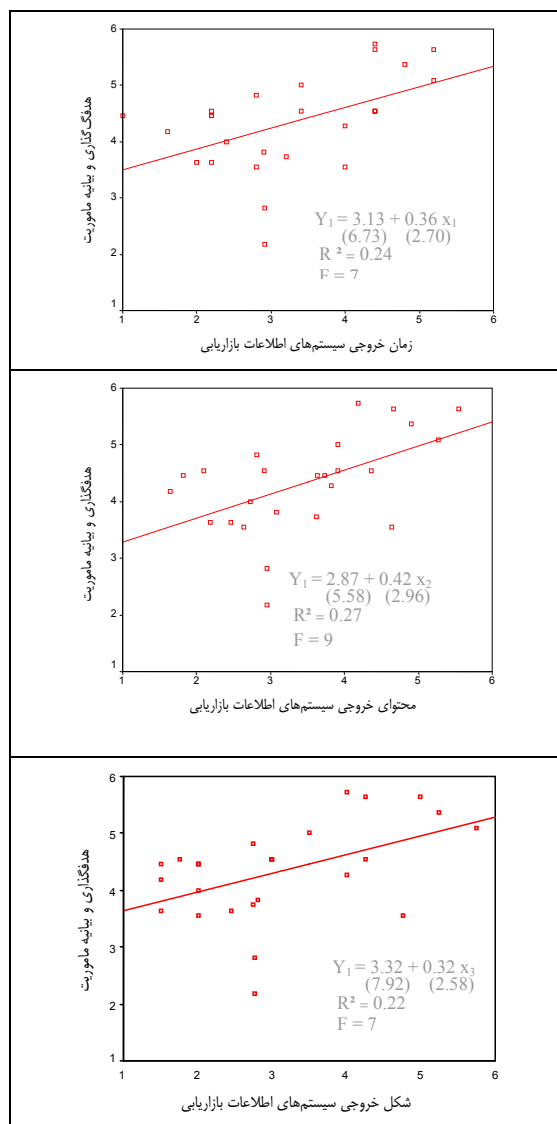 6
5
4
3
2
1
هدفگ‌گذاری و بیانیه ماموریت
Y₁ = 3.13 + 0.36 x₁
(6.73) (2.70)
R ² = 0.24
F = 7
1 2 3 4 5 6
زمان خروجی سیستم‌های اطلاعات بازاریابی
6
5
4
3
2
1
هدفگذاری و بیانیه ماموریت
Y₁ = 2.87 + 0.42 x₂
(5.58) (2.96)
R² = 0.27
F = 9
1 2 3 4 5 6
محتوای خروجی سیستم‌های اطلاعات بازاریابی
6
5
4
3
2
1
هدفگذاری و بیانیه ماموریت
Y₁ = 3.32 + 0.32 x₃
(7.92) (2.58)
R² = 0.22
F = 7
1 2 3 4 5 6
شکل خروجی سیستم‌های اطلاعات بازاریابی